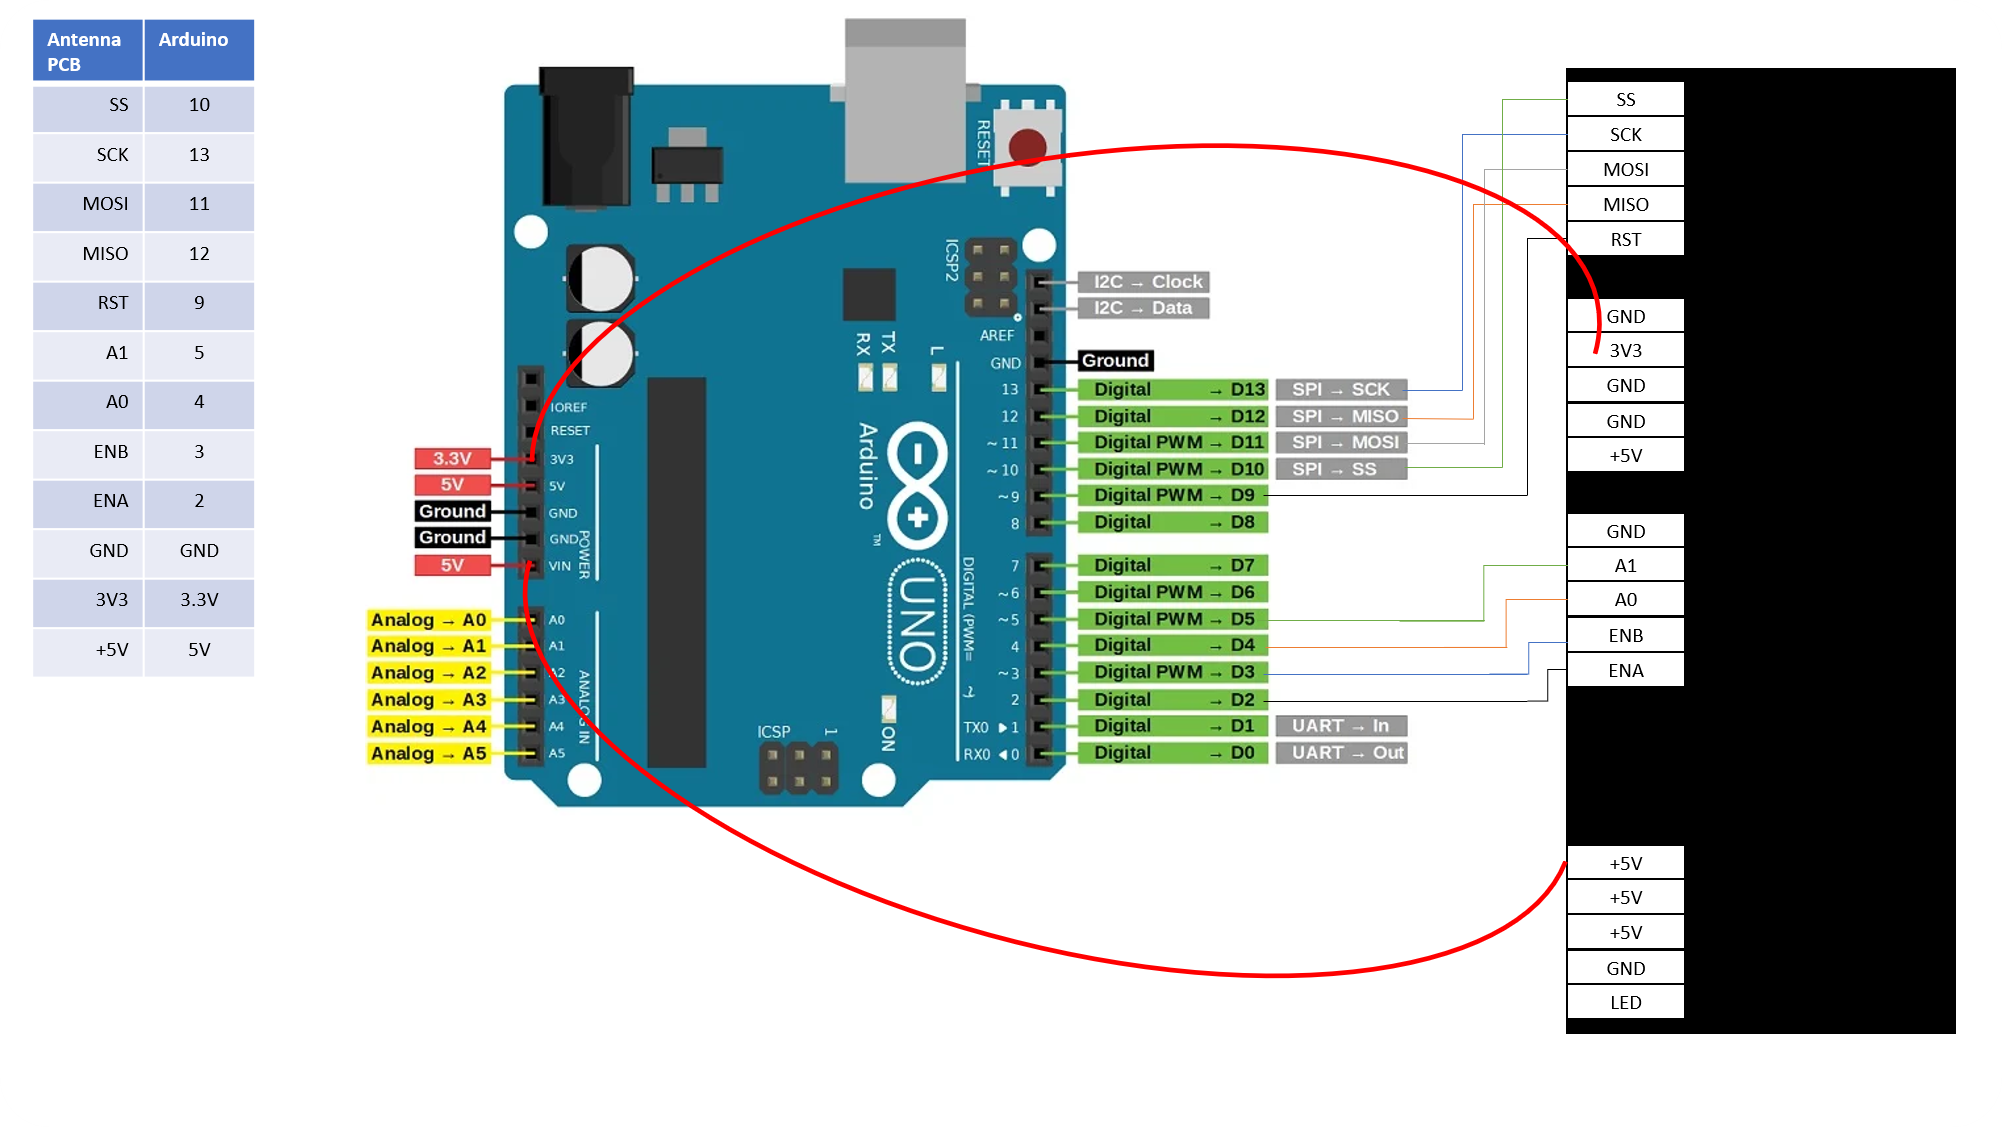 Antenna PCB Arduino
SS 10
SCK 13
MOSI 11
MISO 12
RST 9
A1 5
A0 4
ENB 3
ENA 2
GND GND
3V3 3.3V
+5V 5V
3.3V
5V
Ground
Ground
5V
Analog → A0
Analog → A1
Analog → A2
Analog → A3
Analog → A4
Analog → A5
IOREF
RESET
3V3
5V
GND
GND
VIN
POWER
A0
A1
A2
A3
A4
A5
ANALOG IN
RESET
ICSP2
RX
TX
L
Arduino
™
UNO
ON
ICSP
1
AREF
GND
13
12
~11
~10
~9
8
7
~6
~5
4
~3
2
TX0 ▶ 1
RX0 ◀ 0
DIGITAL (PWM= ~)
I2C → Clock
I2C → Data
Ground
Digital → D13 SPI → SCK
Digital → D12 SPI → MISO
Digital PWM → D11 SPI → MOSI
Digital PWM → D10 SPI → SS
Digital PWM → D9
Digital → D8
Digital → D7
Digital PWM → D6
Digital PWM → D5
Digital → D4
Digital PWM → D3
Digital → D2
Digital → D1 UART → In
Digital → D0 UART → Out
SS
SCK
MOSI
MISO
RST
GND
3V3
GND
GND
+5V
GND
A1
A0
ENB
ENA
+5V
+5V
+5V
GND
LED